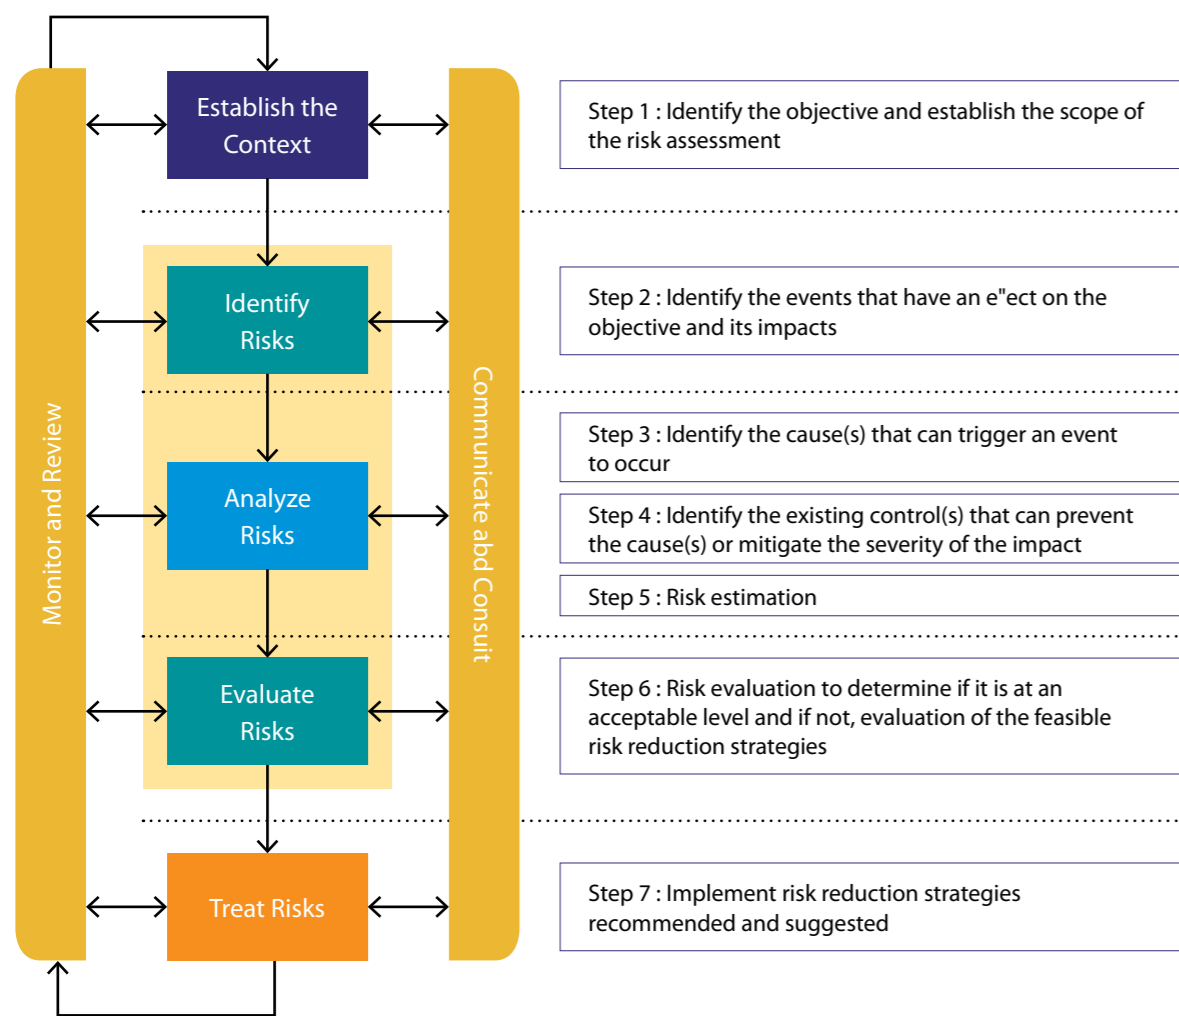 Establish the
Context
Step 1 : Identify the objective and establish the scope of
the risk assessment
Identify
Risks
Step 2 : Identify the events that have an e"ect on the
objective and its impacts
Monitor and Review
Communicate abd Consuit
Analyze
Risks
Step 3 : Identify the cause(s) that can trigger an event
to occur
Step 4 : Identify the existing control(s) that can prevent
the cause(s) or mitigate the severity of the impact
Step 5 : Risk estimation
Evaluate
Risks
Step 6 : Risk evaluation to determine if it is at an
acceptable level and if not, evaluation of the feasible
risk reduction strategies
Treat Risks
Step 7 : Implement risk reduction strategies
recommended and suggested